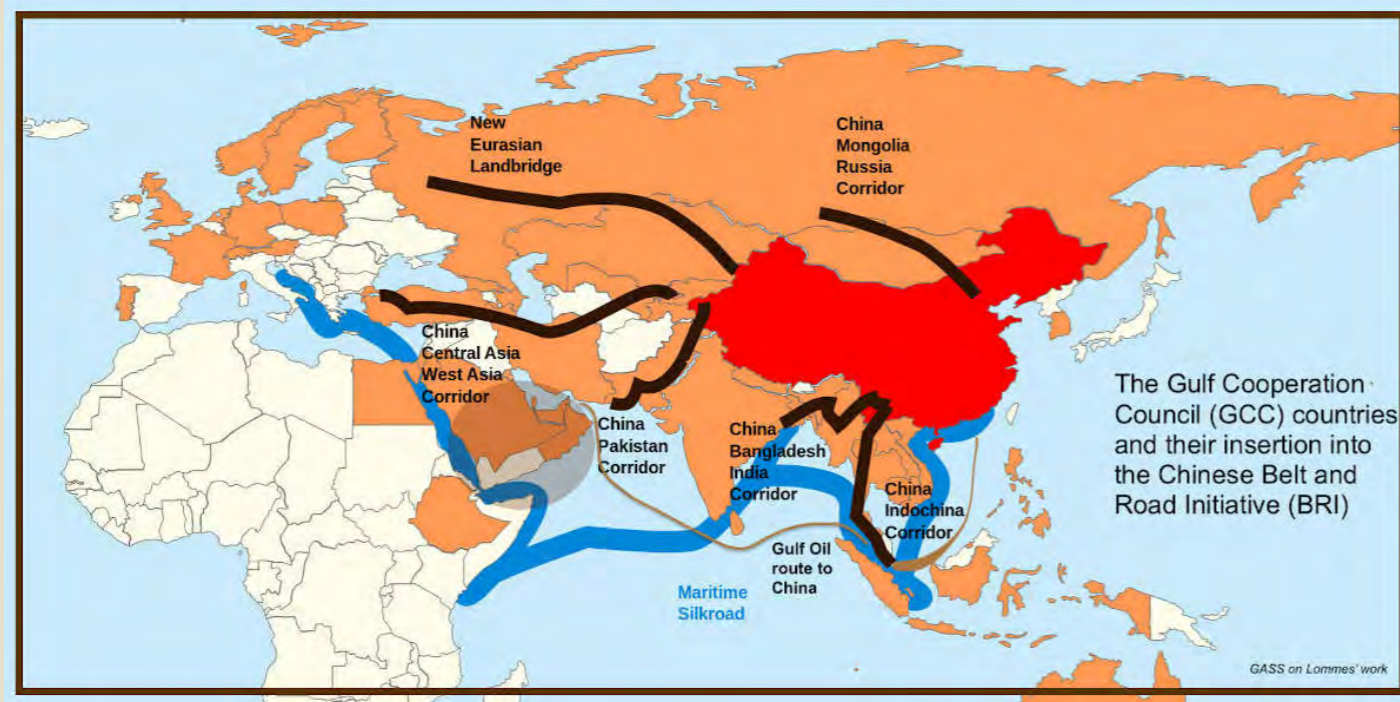 New
Eurasian
Landbridge
China
Mongolia
Russia
Corridor
China
Central Asia
West Asia
Corridor
China
Pakistan
Corridor
China
Bangladesh
India
Corridor
China
Indochina
Corridor
Gulf Oil
route to
China
Maritime
Silkroad
The Gulf Cooperation
Council (GCC) countries
and their insertion into
the Chinese Belt and
Road Initiative (BRI)
GASS on Lommes' work